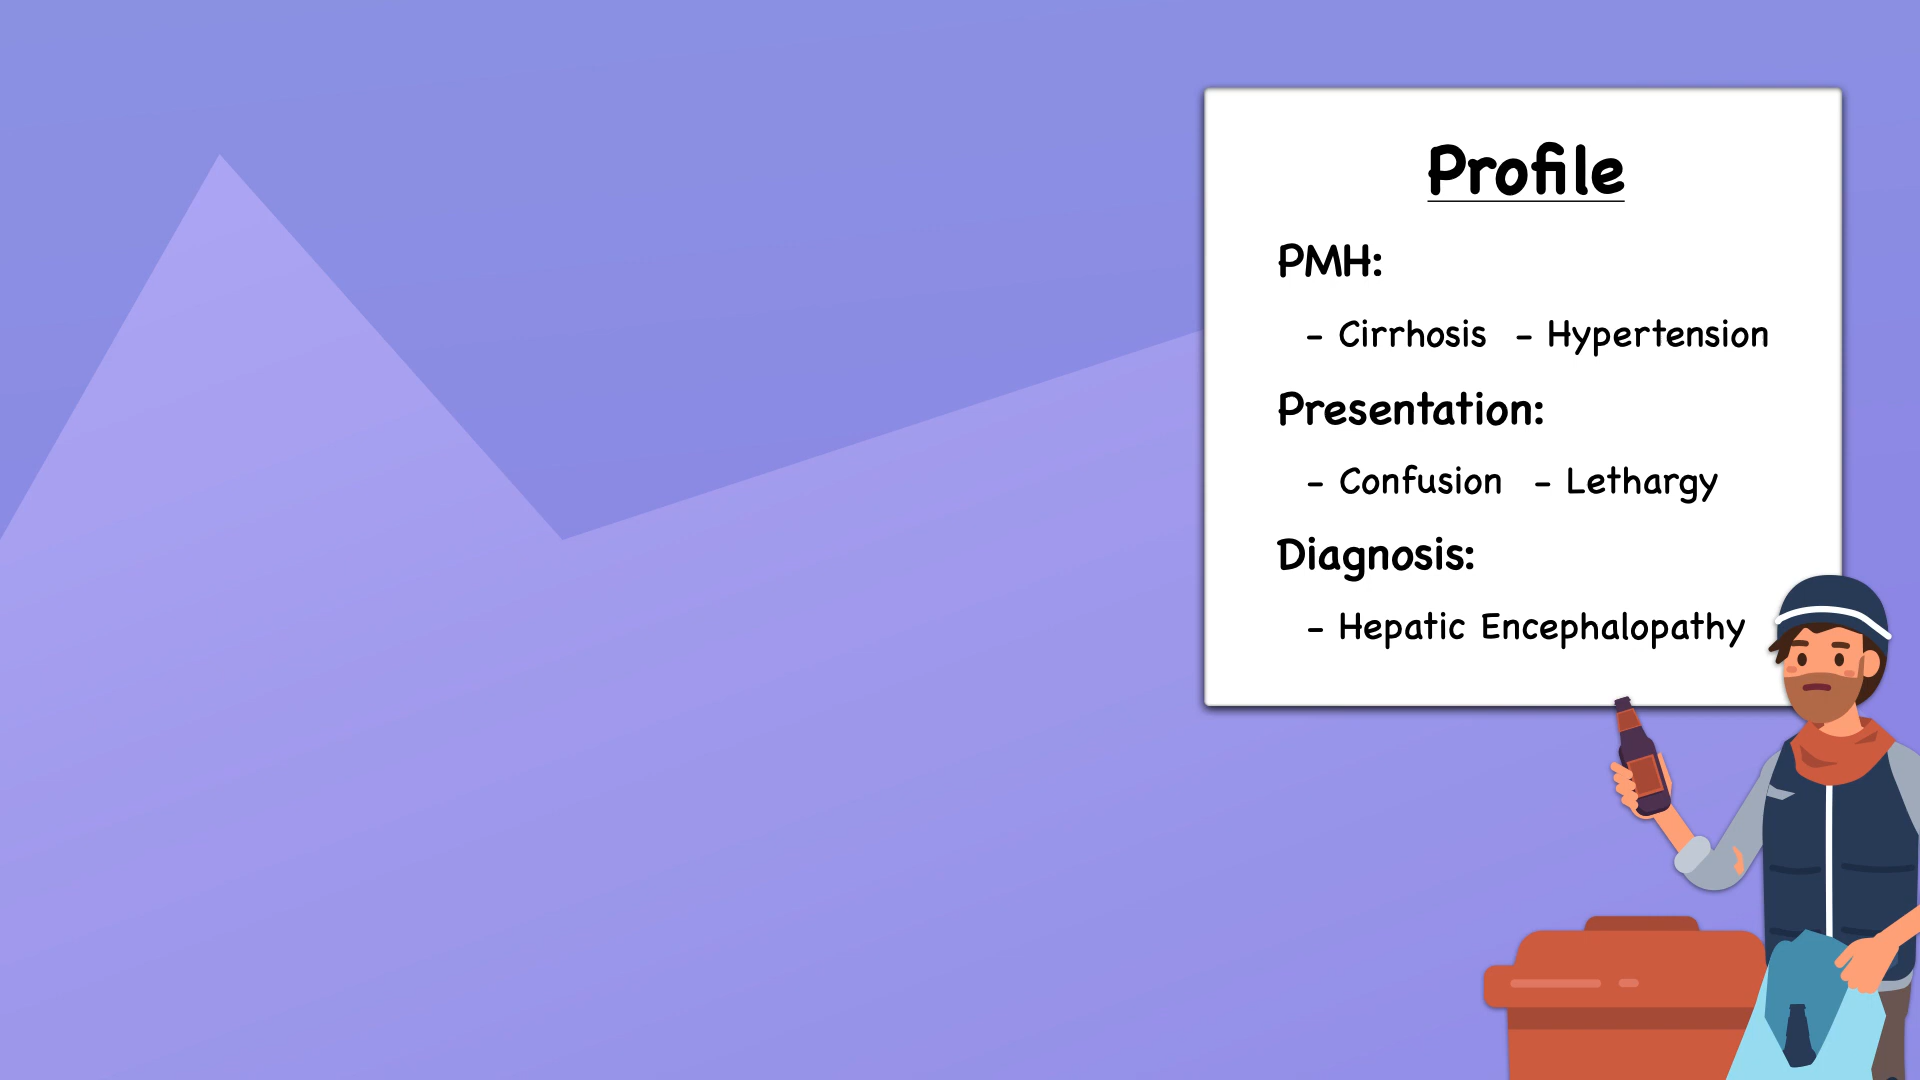 Profile
PMH:
- Cirrhosis - Hypertension
Presentation:
- Confusion - Lethargy
Diagnosis:
- Hepatic Encephalopathy